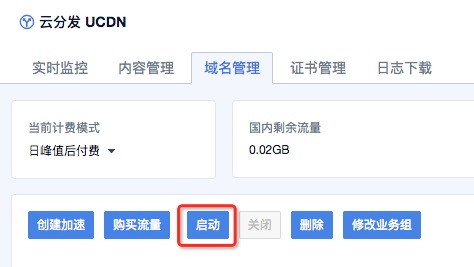 云分发 UCDN
实时监控 内容管理 域名管理 证书管理 日志下载
当前计费模式
日峰值后付费
国内剩余流量
0.02GB
创建加速 购买流量 启动 关闭 删除 修改业务组